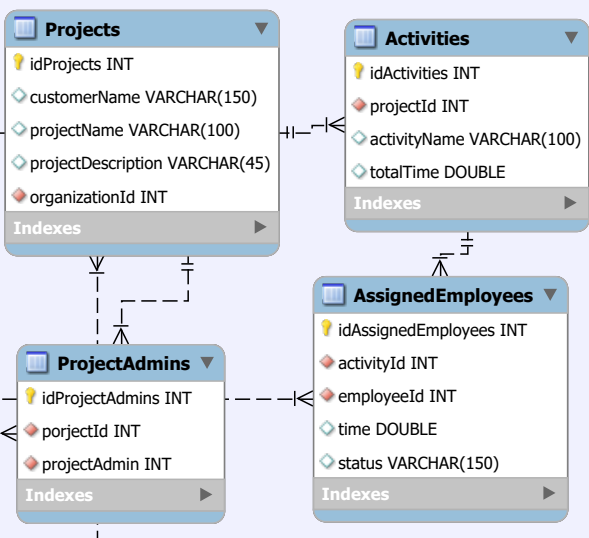 Projects
idProjects INT
customerName VARCHAR(150)
projectName VARCHAR(100)
projectDescription VARCHAR(45)
organizationId INT
Indexes
Activities
idActivities INT
projectId INT
activityName VARCHAR(100)
totalTime DOUBLE
Indexes
ProjectAdmins
idProjectAdmins INT
porjectId INT
projectAdmin INT
Indexes
AssignedEmployees
idAssignedEmployees INT
activityId INT
employeeId INT
time DOUBLE
status VARCHAR(150)
Indexes